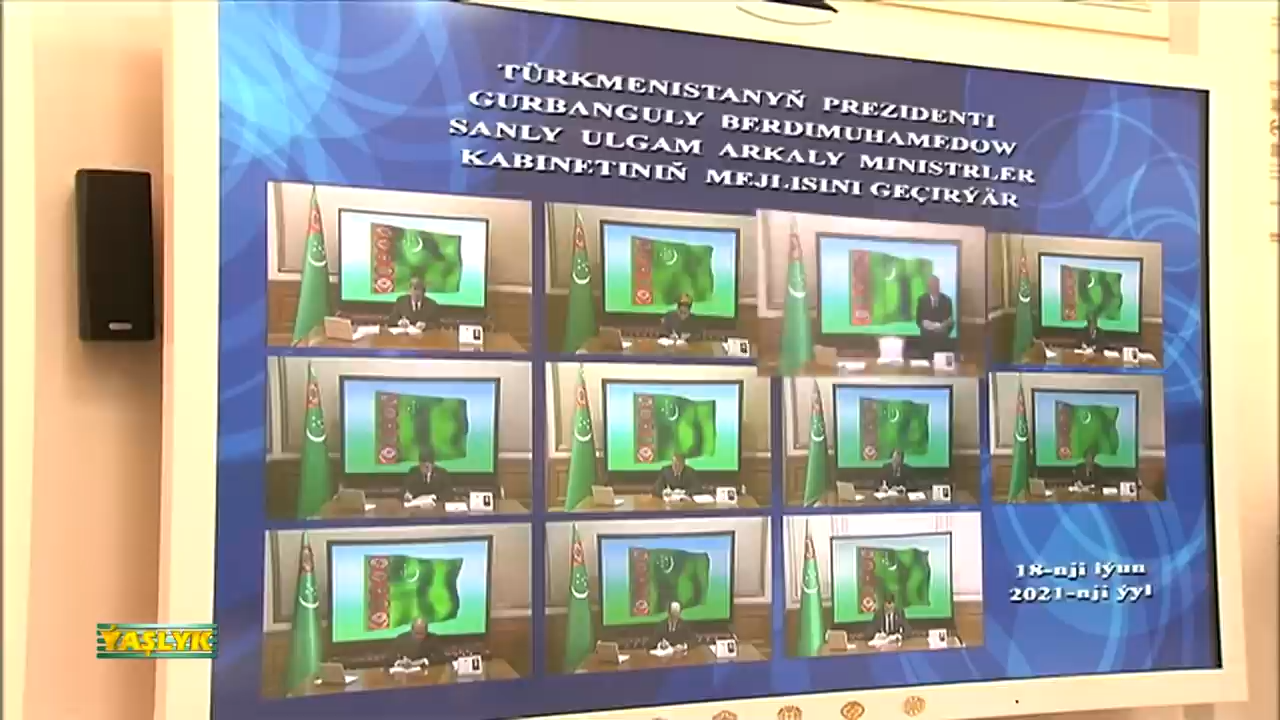 TÜRKMENISTANYŇ PREZIDENTI
GURBANGULY BERDIMUHAMEDOW
SANLY ULGAM ARKALY MINISTRLER
KABINETINIŇ MEJLISINI GEÇIRÝÄR
18-nji iýun
2021-nji ýyl
ÝAŞLYK